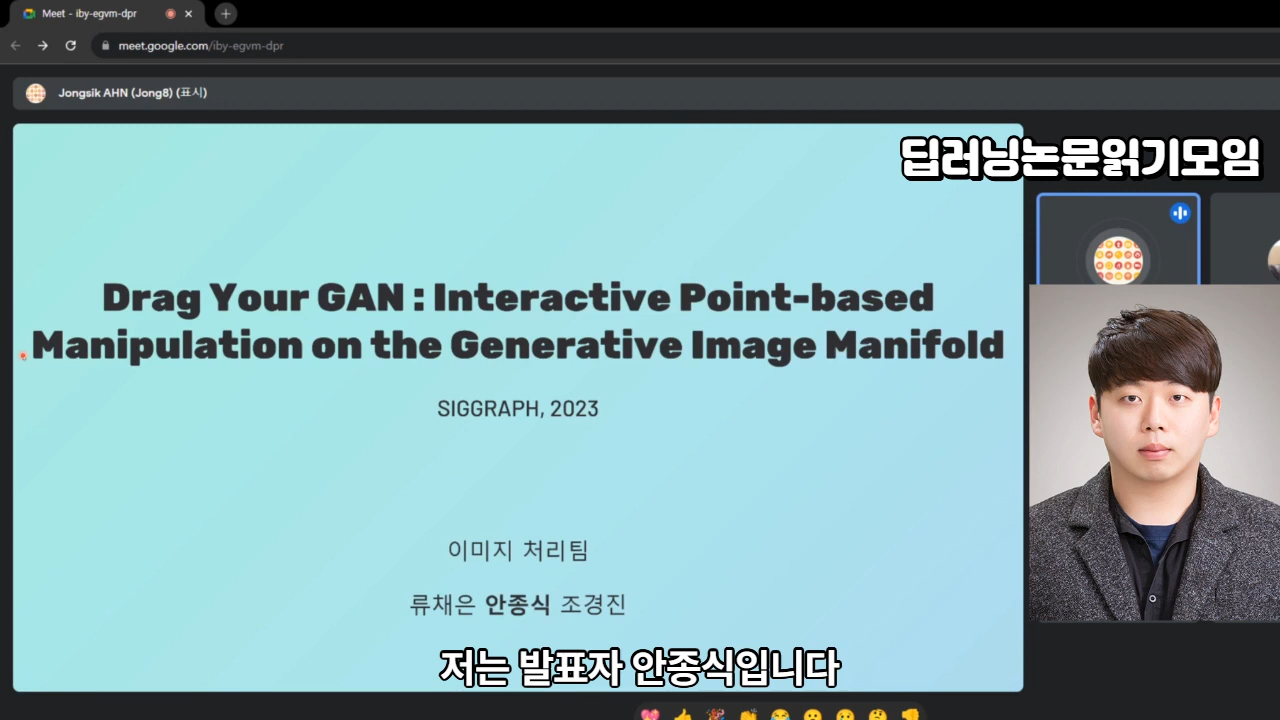 Meet - iby-egvm-dpr
meet.google.com/iby-egvm-dpr
Jongsik AHN (Jong8) (표시)
딥러닝논문읽기모임
Drag Your GAN : Interactive Point-based
Manipulation on the Generative Image Manifold
SIGGRAPH, 2023
이미지 처리팀
류채은 안종식 조경진
저는 발표자 안종식입니다